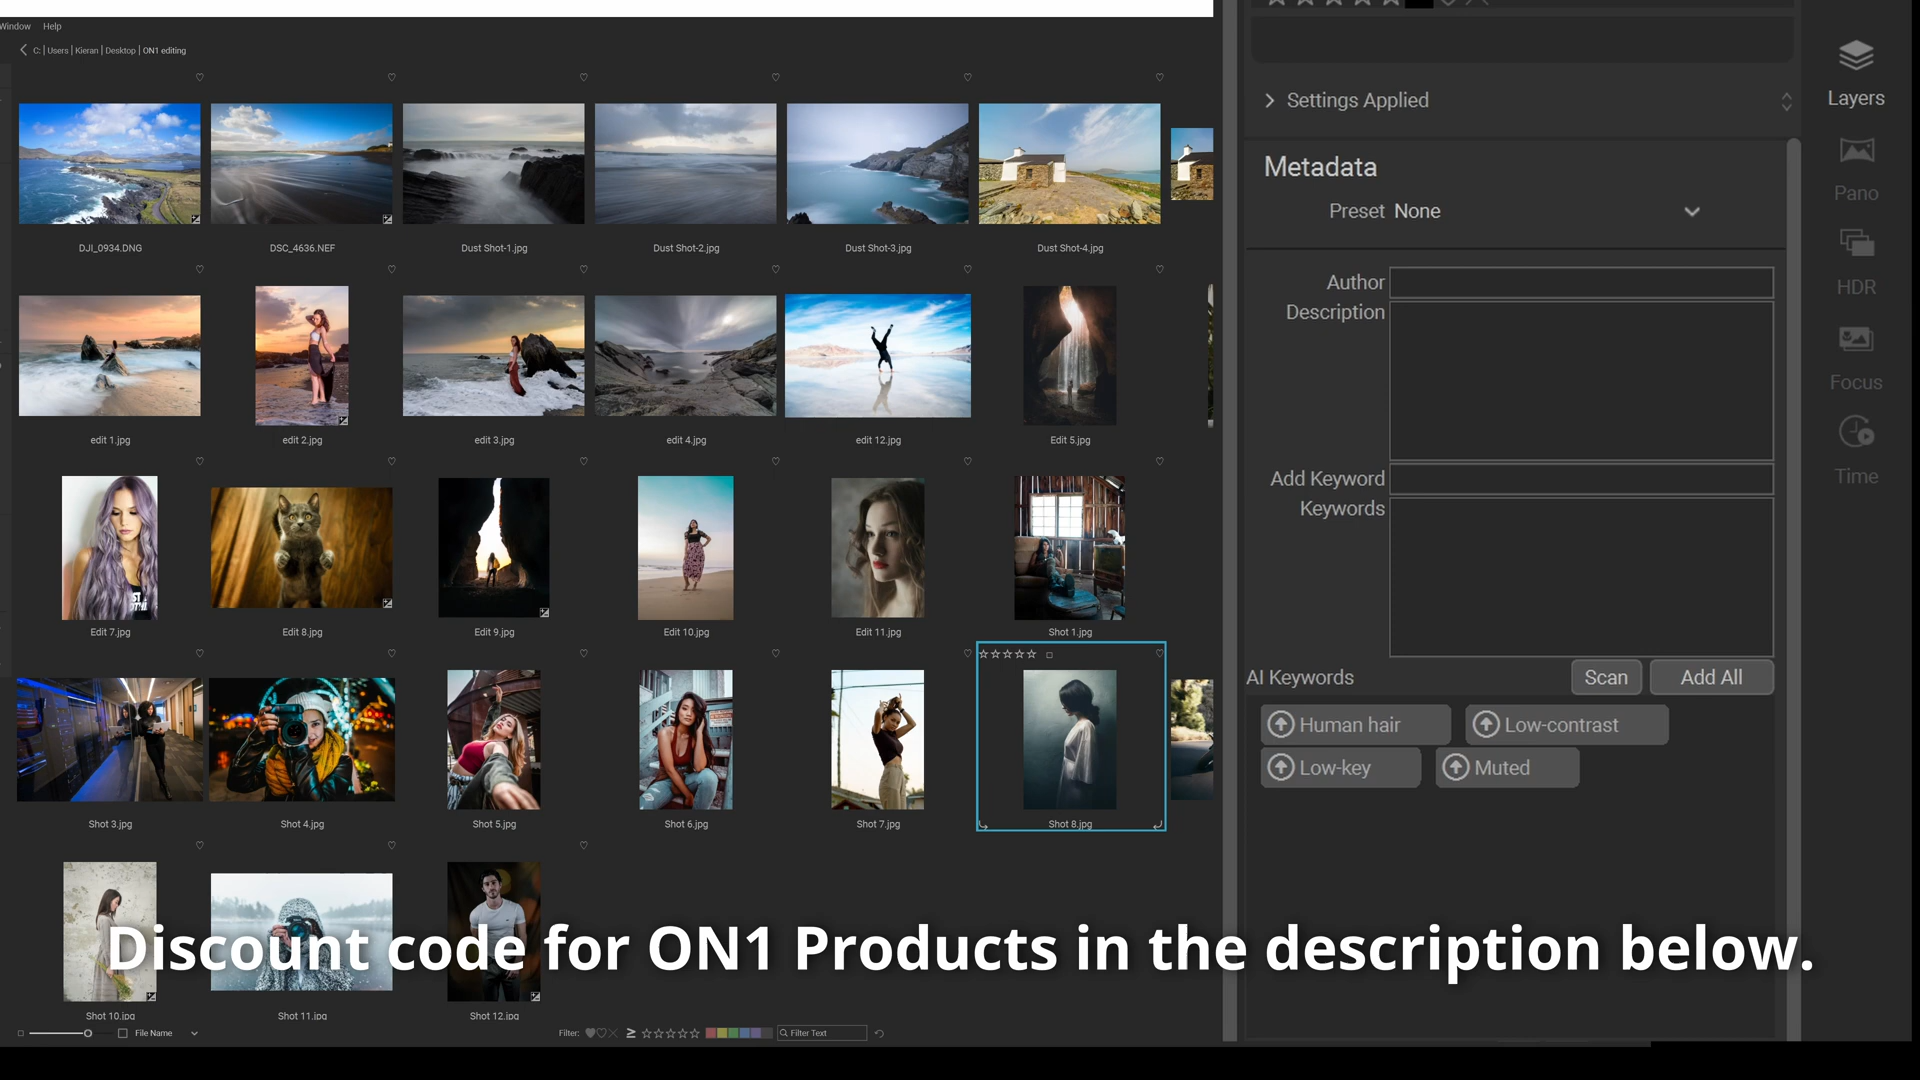 Window Help
C: | Users | Kieran | Desktop | ON1 editing
DJI_0934.DNG
DSC_4636.NEF
Dust Shot-1.jpg
Dust Shot-2.jpg
Dust Shot-3.jpg
Dust Shot-4.jpg
edit 1.jpg
edit 2.jpg
edit 3.jpg
edit 4.jpg
edit 12.jpg
Edit 5.jpg
Edit 7.jpg
Edit 8.jpg
Edit 9.jpg
Edit 10.jpg
Edit 11.jpg
Shot 1.jpg
Shot 3.jpg
Shot 4.jpg
Shot 5.jpg
Shot 6.jpg
Shot 7.jpg
Shot 8.jpg
Shot 10.jpg
Shot 11.jpg
Shot 12.jpg
File Name
Filter:
Filter Text
Settings Applied
Metadata
Preset None
Author
Description
Add Keyword
Keywords
AI Keywords Scan Add All
Human hair Low-contrast
Low-key Muted
Layers
Pano
HDR
Focus
Time
Discount code for ON1 Products in the description below.